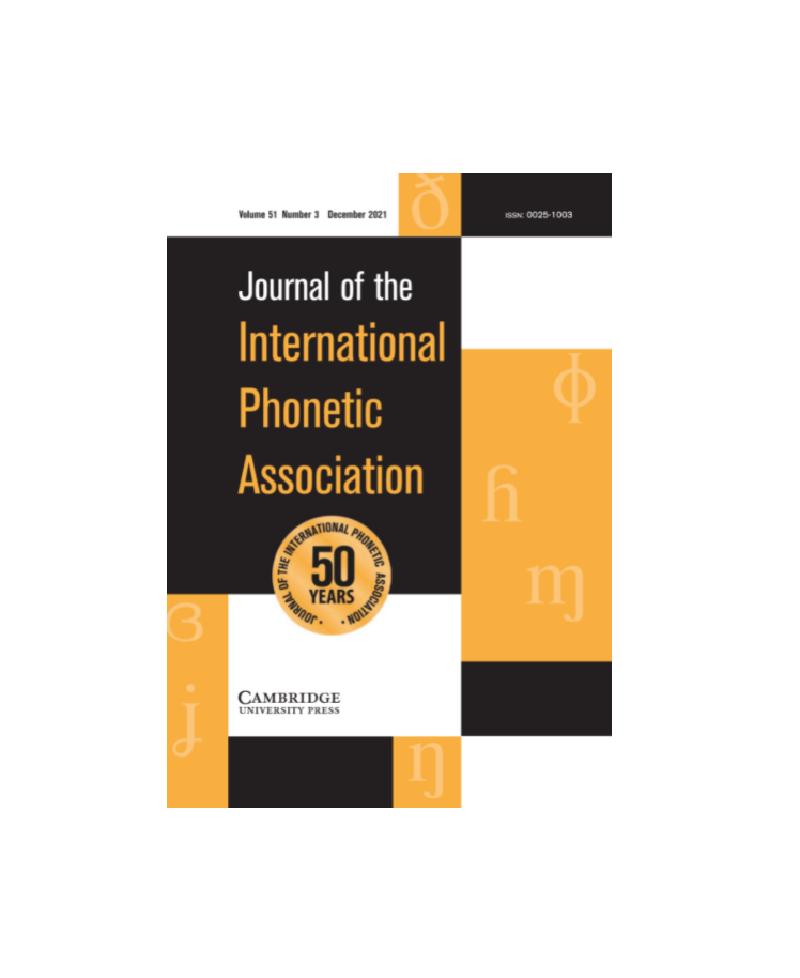 ð
Volume 51 Number 3 December 2021
ISSN: 0025-1003
Journal of the
International
Phonetic
Association
ɸ
ɦ
ɱ
JOURNAL OF THE INTERNATIONAL PHONETIC ASSOCIATION
50
YEARS
ɞ
ʝ
CAMBRIDGE
UNIVERSITY PRESS
ŋ